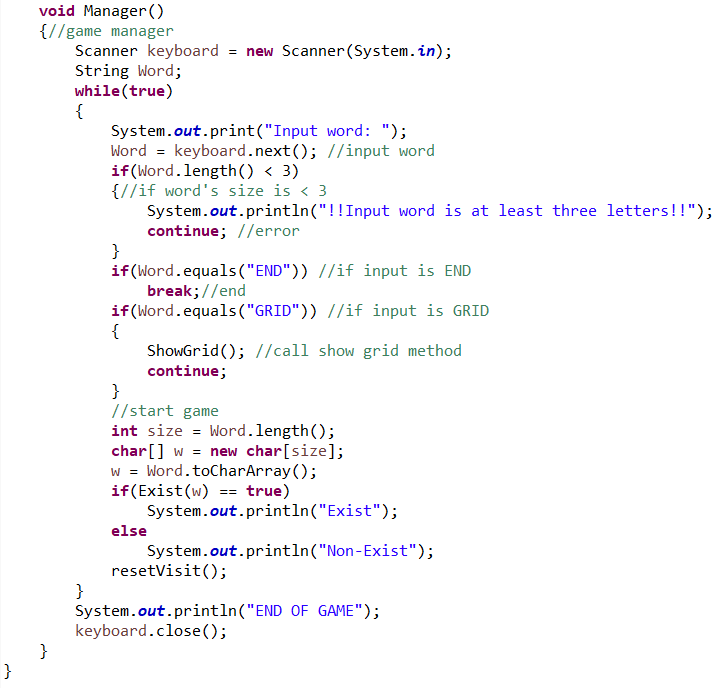 void Manager()
    {//game manager
        Scanner keyboard = new Scanner(System.in);
        String Word;
        while(true)
        {
            System.out.print("Input word: ");
            Word = keyboard.next(); //input word
            if(Word.length() < 3)
            {//if word's size is < 3
                System.out.println("!!Input word is at least three letters!!");
                continue; //error
            }
            if(Word.equals("END")) //if input is END
                break;//end
            if(Word.equals("GRID")) //if input is GRID
            {
                ShowGrid(); //call show grid method
                continue;
            }
            //start game
            int size = Word.length();
            char[] w = new char[size];
            w = Word.toCharArray();
            if(Exist(w) == true)
                System.out.println("Exist");
            else
                System.out.println("Non-Exist");
            resetVisit();
        }
        System.out.println("END OF GAME");
        keyboard.close();
    }
}